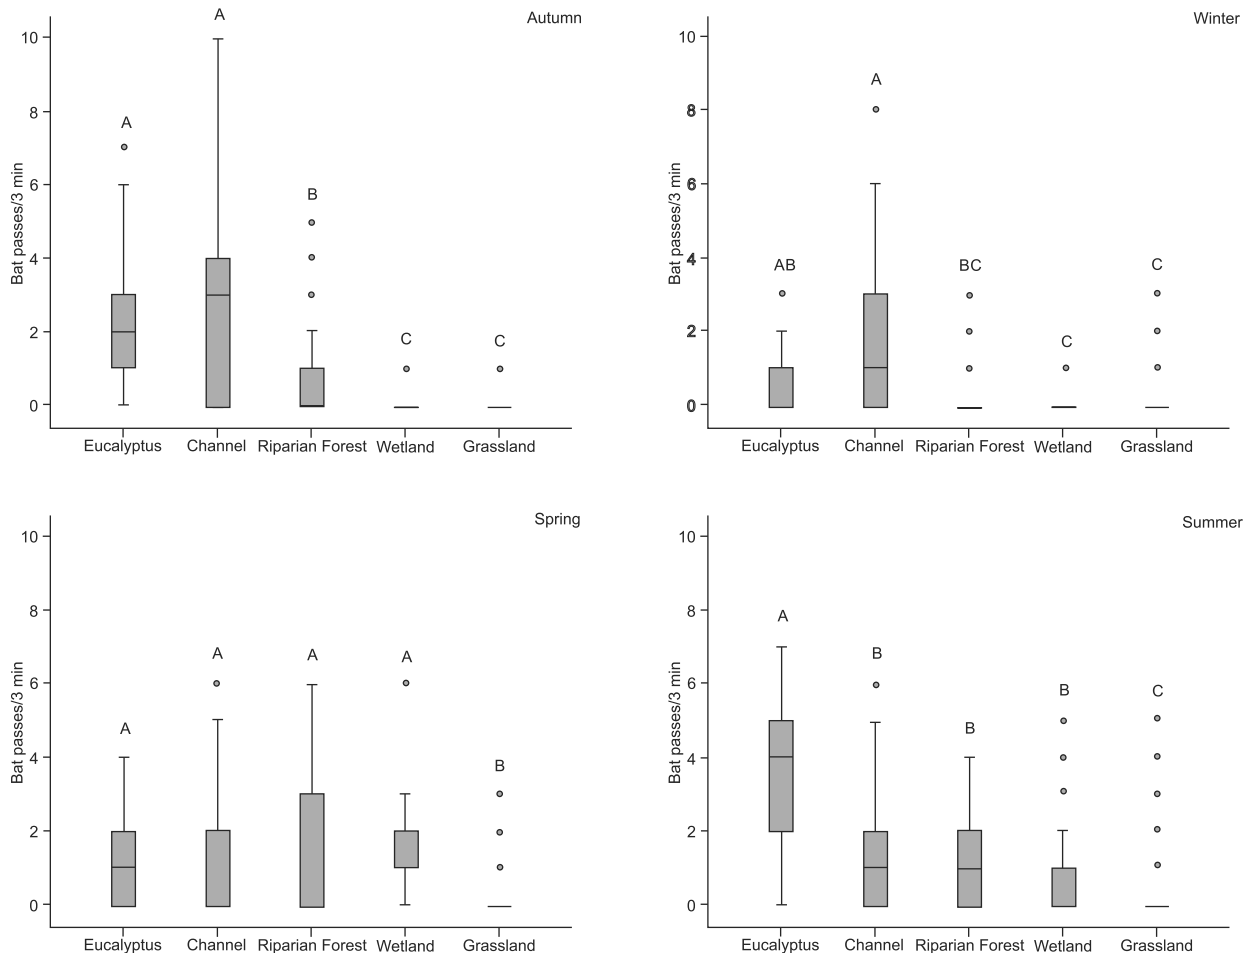 Autumn
A
10
A
8
B
6
Bat passes/3 min
4
C
C
2
0
Eucalyptus
Channel
Riparian Forest
Wetland
Grassland
Winter
10
A
8
6
Bat passes/3 min
AB
BC
C
4
C
2
0
Eucalyptus
Channel
Riparian Forest
Wetland
Grassland
Spring
10
8
A
A
A
6
Bat passes/3 min
A
B
4
2
0
Eucalyptus
Channel
Riparian Forest
Wetland
Grassland
Summer
10
8
A
B
6
Bat passes/3 min
B
B
C
4
2
0
Eucalyptus
Channel
Riparian Forest
Wetland
Grassland